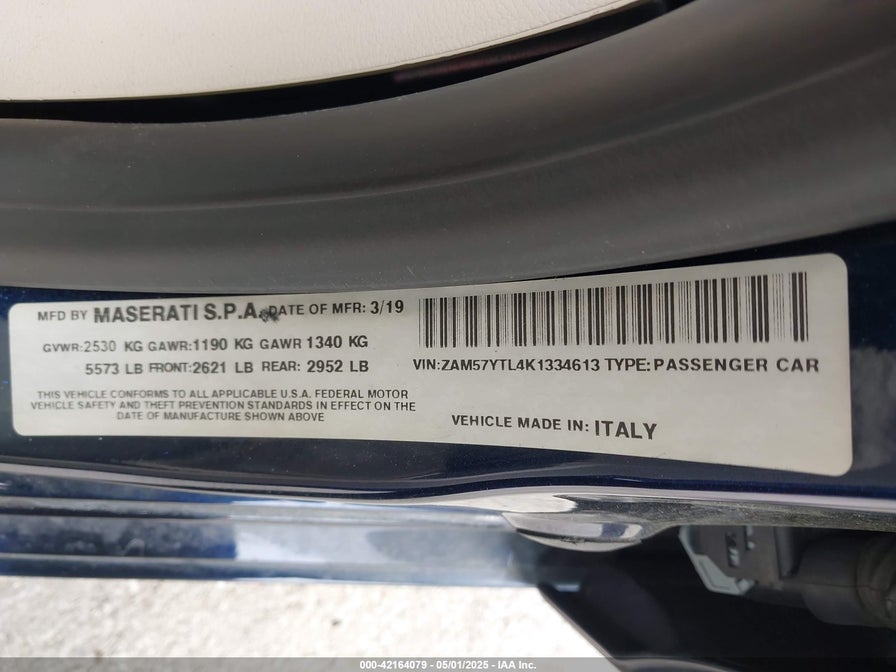 MFD BY MASERATI S.P.A. DATE OF MFR: 3/19
GVWR:2530 KG GAWR:1190 KG GAWR 1340 KG
5573 LB FRONT:2621 LB REAR: 2952 LB
THIS VEHICLE CONFORMS TO ALL APPLICABLE U.S.A. FEDERAL MOTOR
VEHICLE SAFETY AND THEFT PREVENTION STANDARDS IN EFFECT ON THE
DATE OF MANUFACTURE SHOWN ABOVE
VIN:ZAM57YTL4K1334613 TYPE:PASSENGER CAR
VEHICLE MADE IN: ITALY
000-42164079 - 05/01/2025 - IAA Inc.